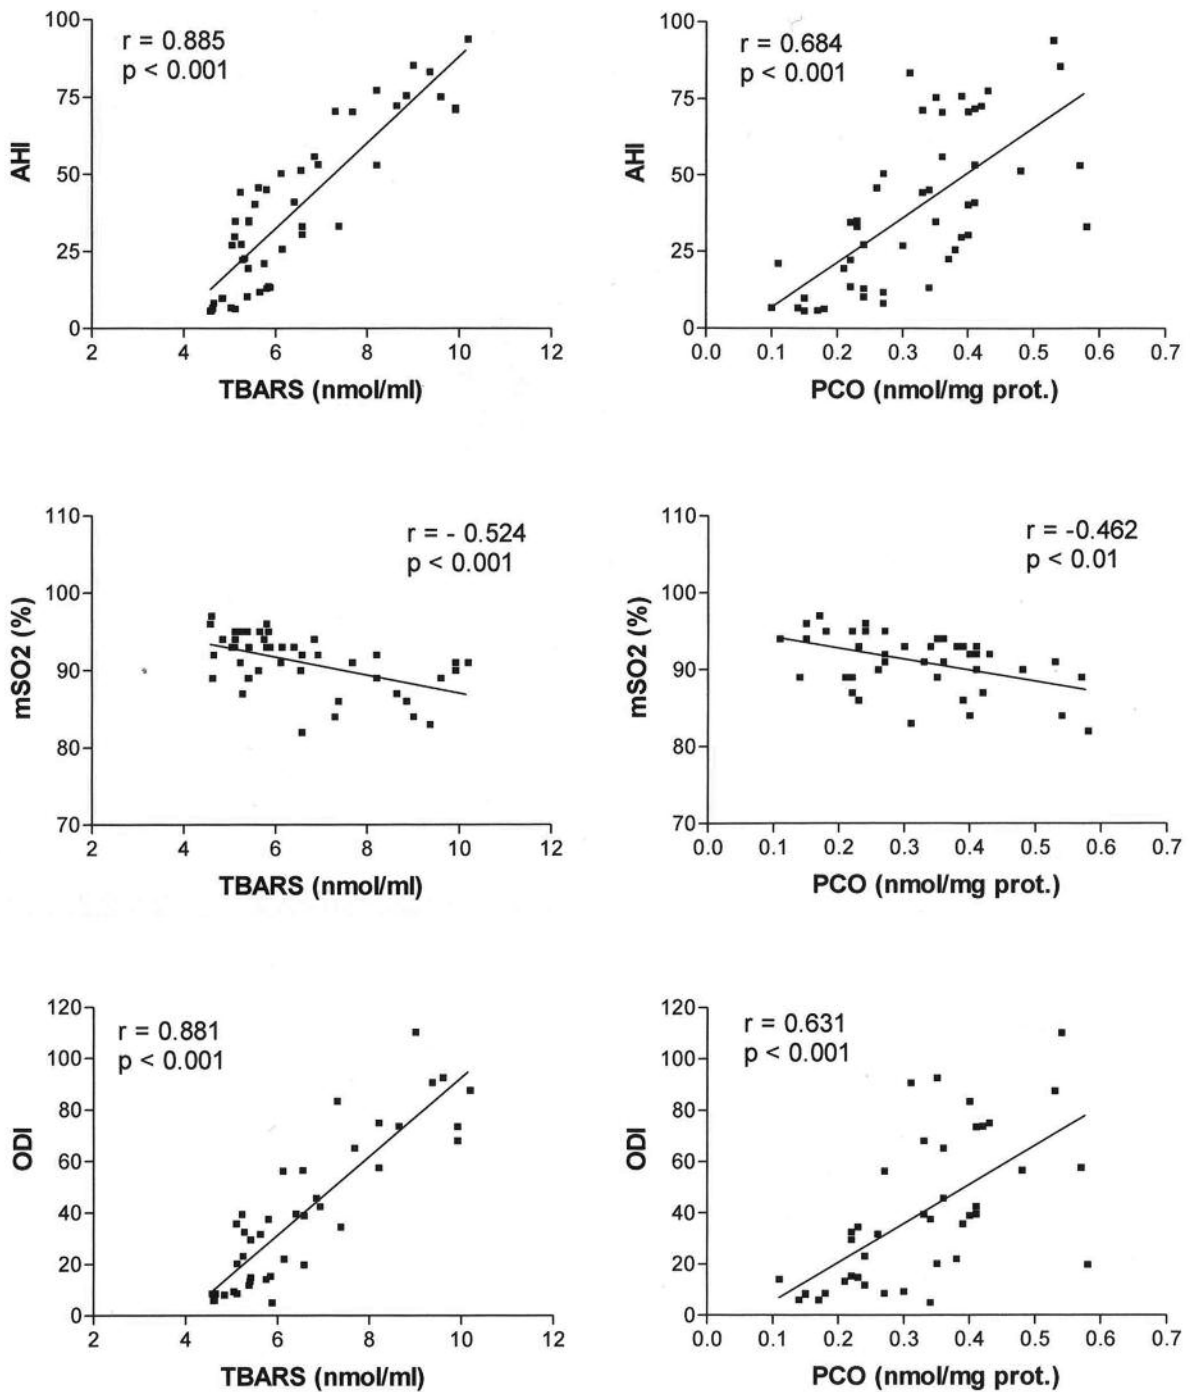 r = 0.885
p < 0.001
AHI
100
75
50
25
0
2 4 6 8 10 12
TBARS (nmol/ml)
r = 0.684
p < 0.001
AHI
100
75
50
25
0
0.0 0.1 0.2 0.3 0.4 0.5 0.6 0.7
PCO (nmol/mg prot.)
r = - 0.524
p < 0.001
mSO2 (%)
110
100
90
80
70
2 4 6 8 10 12
TBARS (nmol/ml)
r = -0.462
p < 0.01
mSO2 (%)
110
100
90
80
70
0.0 0.1 0.2 0.3 0.4 0.5 0.6 0.7
PCO (nmol/mg prot.)
r = 0.881
p < 0.001
ODI
120
100
80
60
40
20
0
2 4 6 8 10 12
TBARS (nmol/ml)
r = 0.631
p < 0.001
ODI
120
100
80
60
40
20
0
0.0 0.1 0.2 0.3 0.4 0.5 0.6 0.7
PCO (nmol/mg prot.)